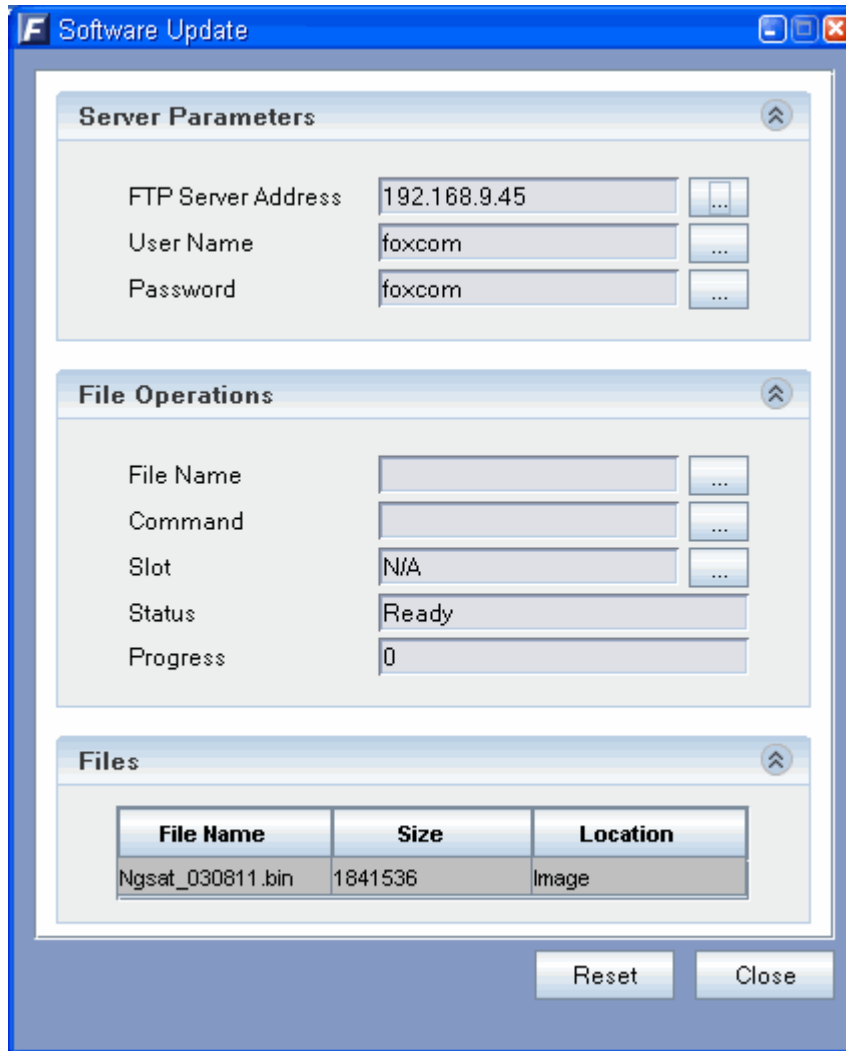 F Software Update
Server Parameters
FTP Server Address 192.168.9.45 ...
User Name foxcom ...
Password foxcom ...
File Operations
File Name ...
Command ...
Slot N/A ...
Status Ready
Progress 0
Files
File Name Size Location
Ngsat_030811.bin 1841536 Image
Reset Close